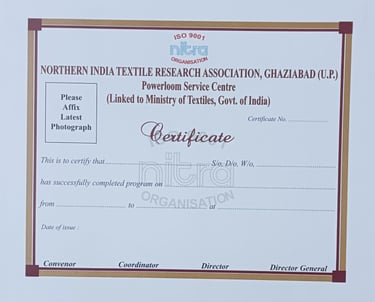 ISO 9001
nitra
ORGANISATION
NORTHERN INDIA TEXTILE RESEARCH ASSOCIATION, GHAZIABAD (U.P.)
Powerloom Service Centre
(Linked to Ministry of Textiles, Govt. of India)
Please
Affix
Latest
Photograph
Certificate No.
Certificate
This is to certify that S/o, D/o, W/o,
nitra
has successfully completed program on
ORGANISATION
from to at
Date of issue :
Convenor Coordinator Director Director General